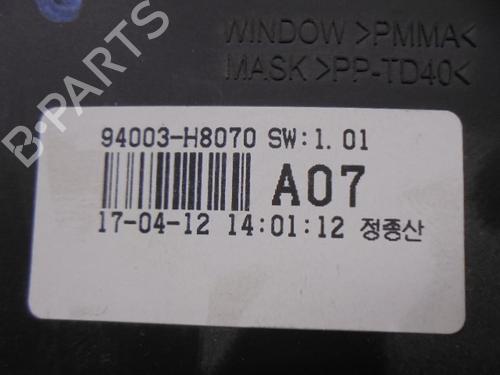 WINDOW >PMMA<
MASK >PP-TD40<
94003-H8070 SW:1.01
A07
17-04-12 14:01:12 정종산
B-PARTS